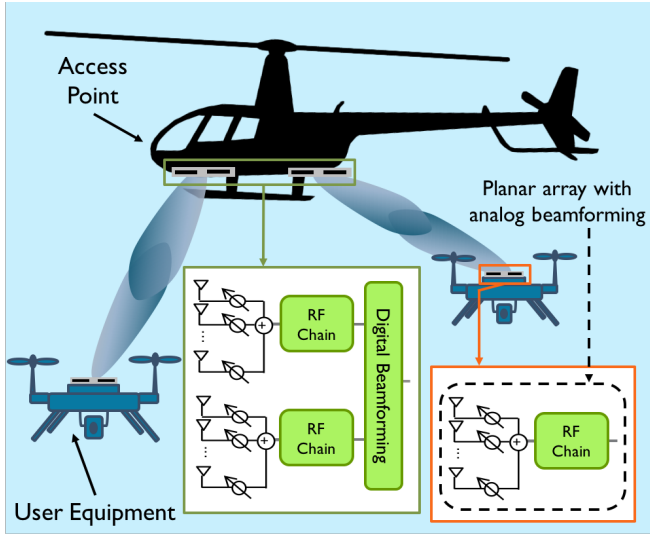 Access
Point
Planar array with
analog beamforming
RF
Chain
RF
Chain
Digital Beamforming
RF
Chain
User Equipment